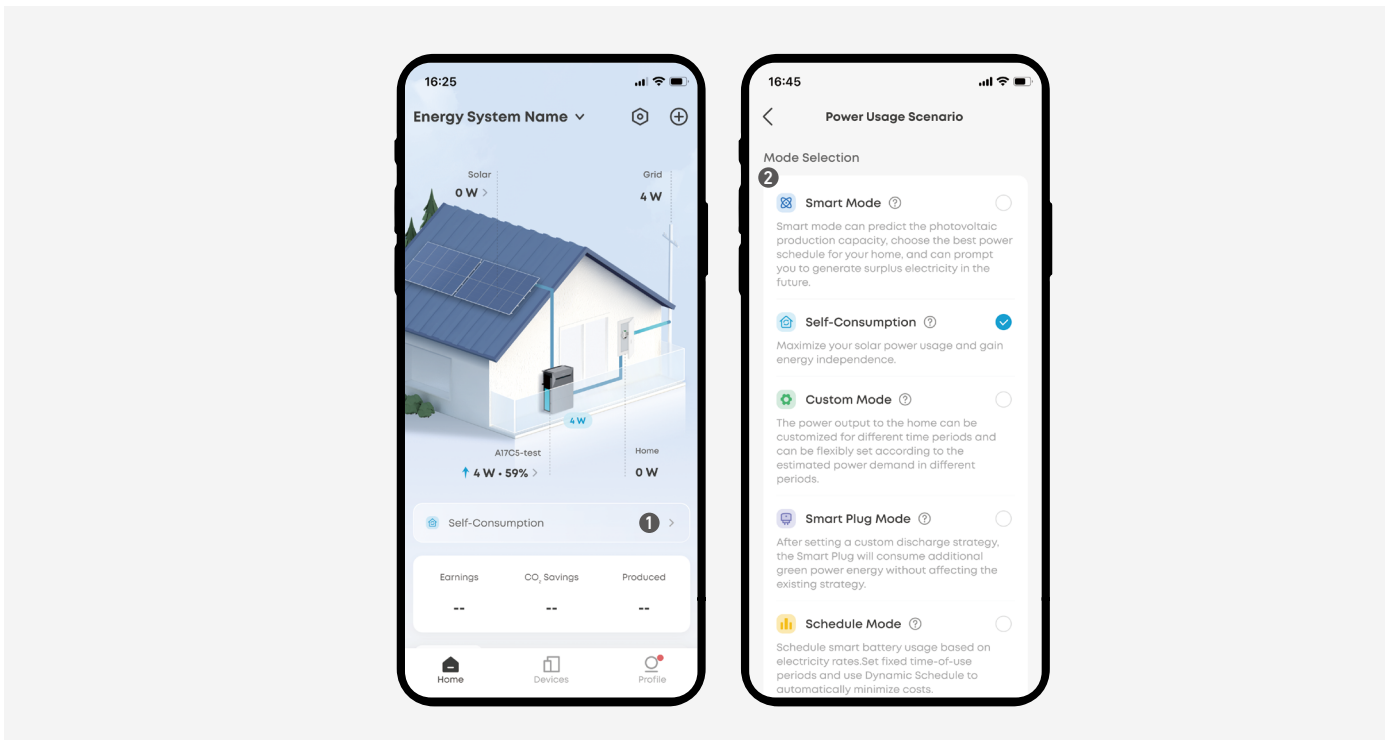 16:25
Energy System Name
Solar
0 W >
Grid
4 W
4 W
A17C5-test
↑ 4 W • 59% >
Home
0 W
Self-Consumption
1
Earnings
CO₂ Savings
Produced
--
--
--
Home
Devices
Profile
16:45
Power Usage Scenario
Mode Selection
2
Smart Mode ?
Smart mode can predict the photovoltaic
production capacity, choose the best power
schedule for your home, and can prompt
you to generate surplus electricity in the
future.
Self-Consumption ?
Maximize your solar power usage and gain
energy independence.
Custom Mode ?
The power output to the home can be
customized for different time periods and
can be flexibly set according to the
estimated power demand in different
periods.
Smart Plug Mode ?
After setting a custom discharge strategy,
the Smart Plug will consume additional
green power energy without affecting the
existing strategy.
Schedule Mode ?
Schedule smart battery usage based on
electricity rates.Set fixed time-of-use
periods and use Dynamic Schedule to
automatically minimize costs.